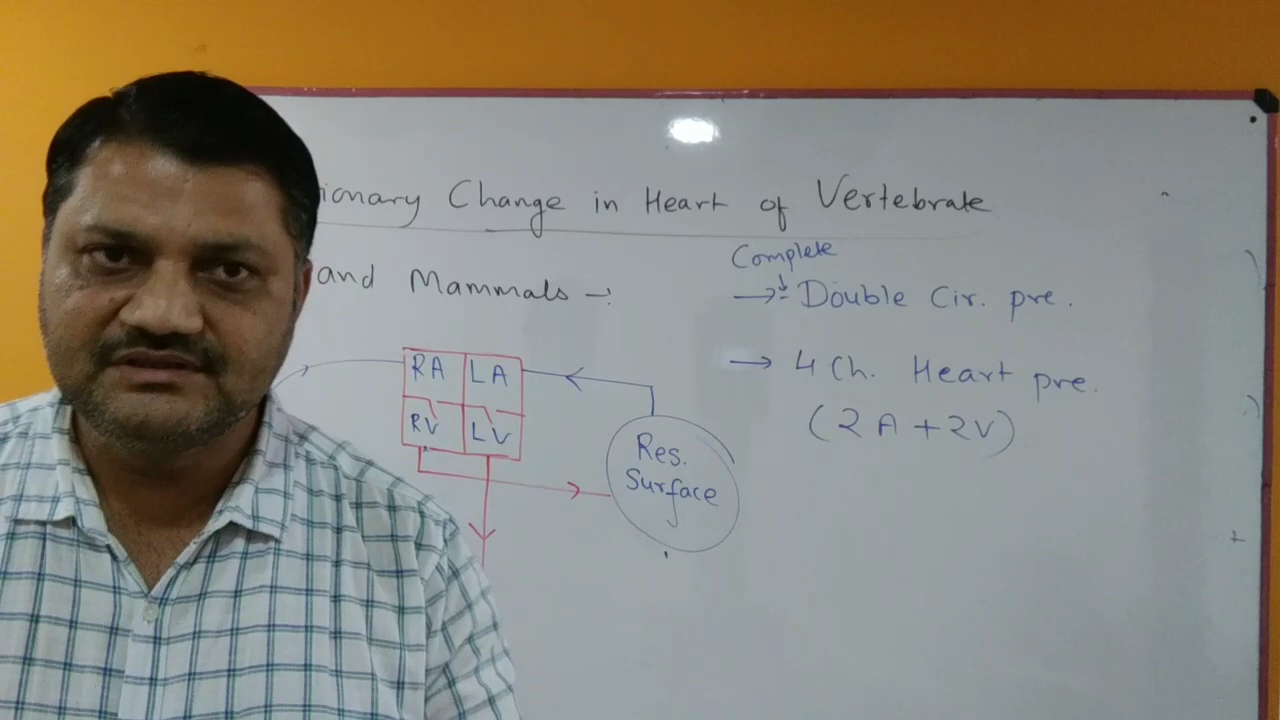 ionary Change in Heart of Vertebrate
and Mammals -:
Complete
→ Double Cir. pre.
→ 4 Ch. Heart pre.
(2A+2V)
RA LA
RV LV
Res.
Surface